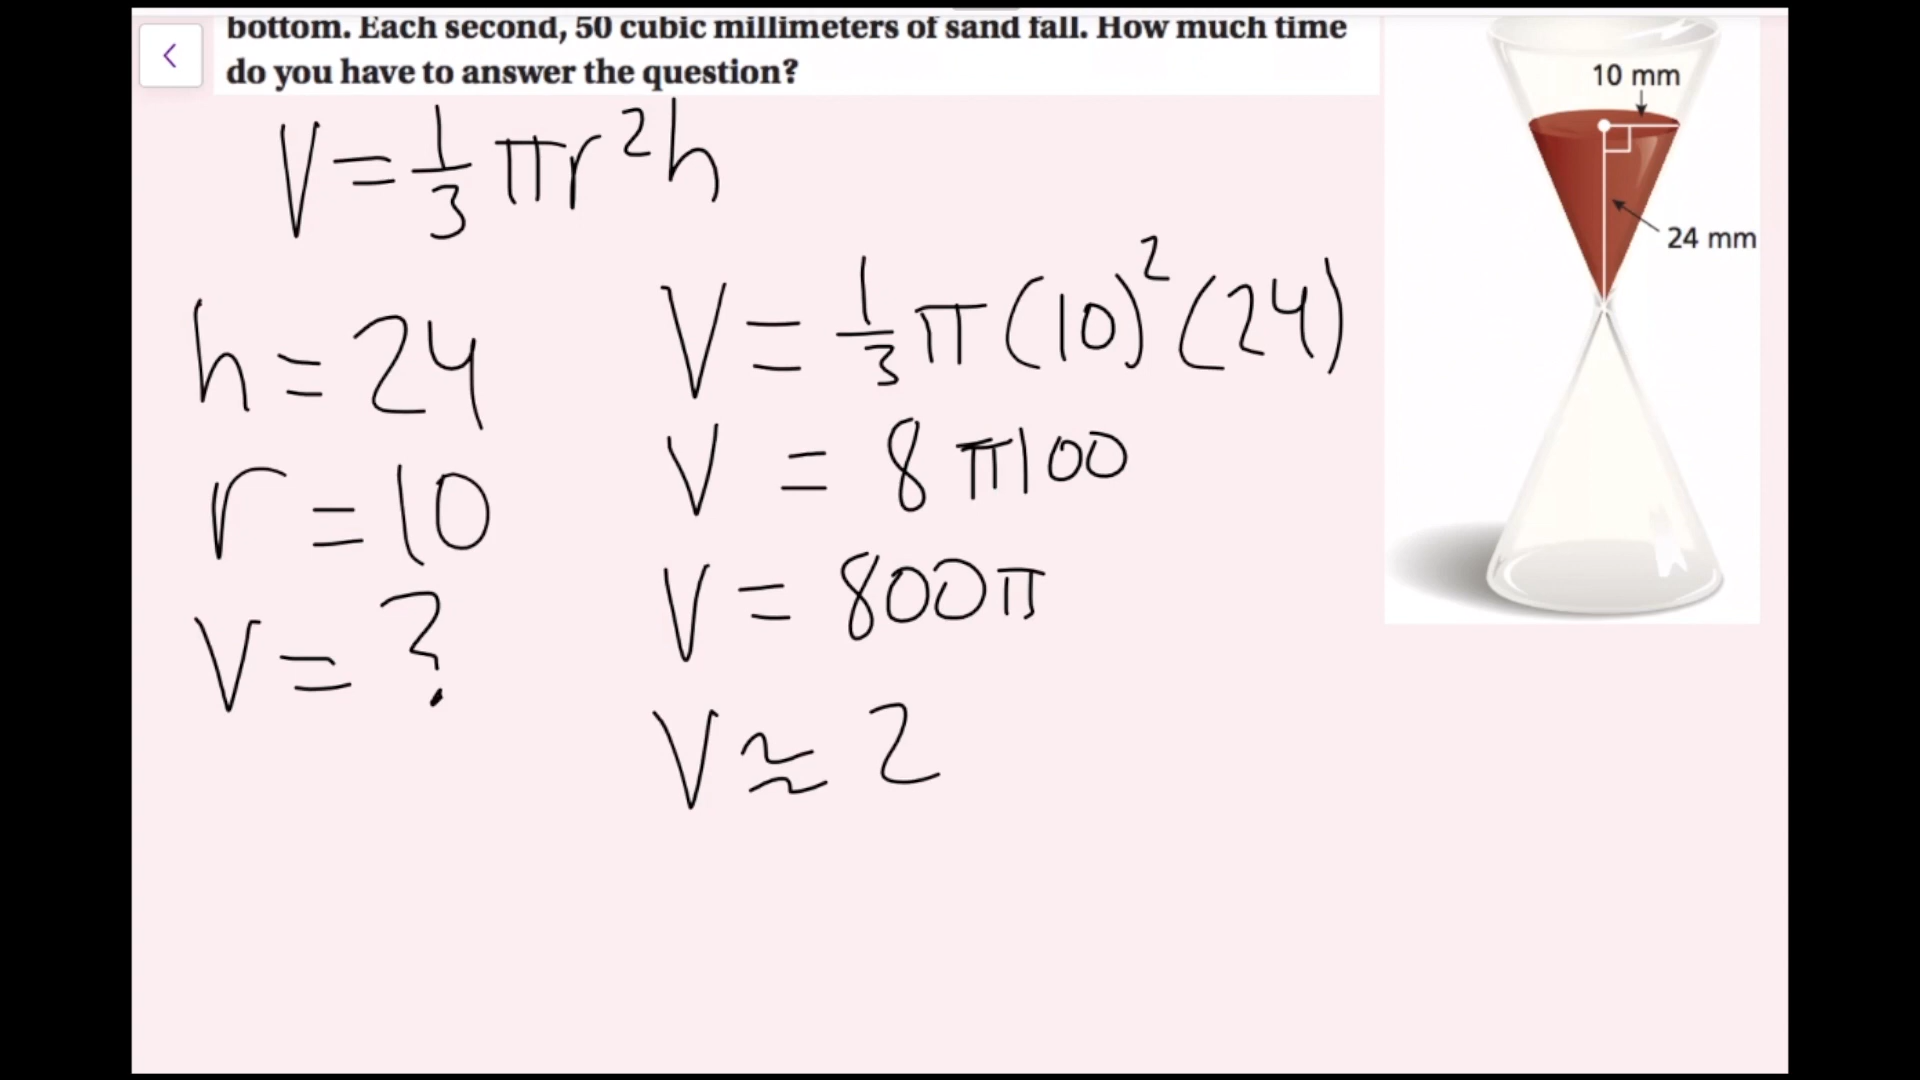 bottom. Each second, 50 cubic millimeters of sand fall. How much time
do you have to answer the question?
10 mm
24 mm
V = 1/3 πr²h
h = 24
r = 10
V = ?
V = 1/3 π(10)²(24)
V = 8π100
V = 800π
V ≈ 2